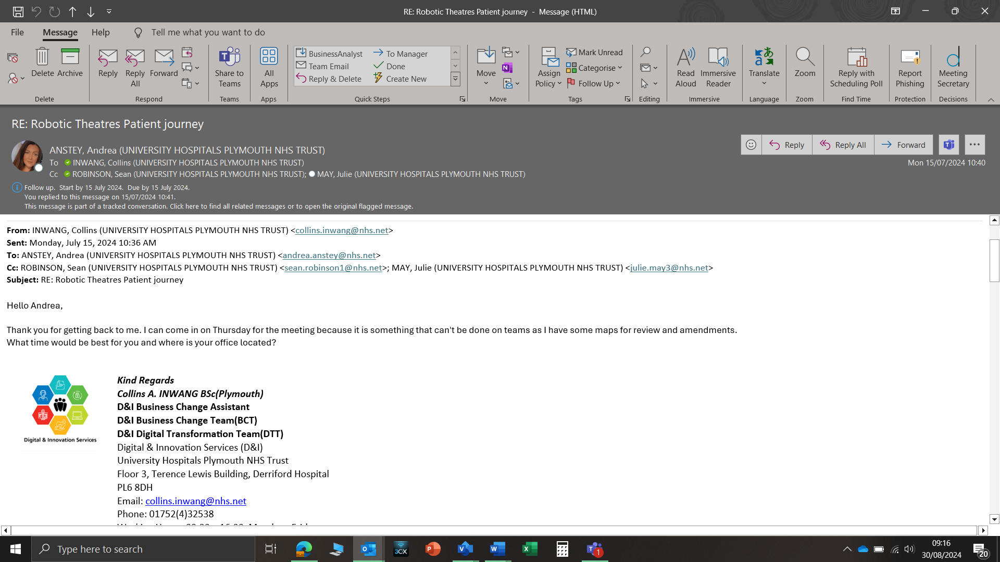 RE: Robotic Theatres Patient journey - Message (HTML)
File Message Help Tell me what you want to do
Delete
Archive
Reply
Reply All
Forward
Share to Teams
All Apps
BusinessAnalyst
To Manager
Team Email
Done
Reply & Delete
Create New
Move
Assign Policy
Mark Unread
Categorise
Follow Up
Read Aloud
Immersive Reader
Translate
Zoom
Reply with Scheduling Poll
Report Phishing
Meeting Secretary
Delete Respond Teams Apps Quick Steps Move Tags Editing Immersive Language Zoom Find Time Protection Decisions
RE: Robotic Theatres Patient journey
ANSTEY, Andrea (UNIVERSITY HOSPITALS PLYMOUTH NHS TRUST)
To INWANG, Collins (UNIVERSITY HOSPITALS PLYMOUTH NHS TRUST)
Cc ROBINSON, Sean (UNIVERSITY HOSPITALS PLYMOUTH NHS TRUST); MAY, Julie (UNIVERSITY HOSPITALS PLYMOUTH NHS TRUST)
Reply Reply All Forward
Mon 15/07/2024 10:40
Follow up. Start by 15 July 2024. Due by 15 July 2024.
You replied to this message on 15/07/2024 10:41.
This message is part of a tracked conversation. Click here to find all related messages or to open the original flagged message.
From: INWANG, Collins (UNIVERSITY HOSPITALS PLYMOUTH NHS TRUST) <collins.inwang@nhs.net>
Sent: Monday, July 15, 2024 10:36 AM
To: ANSTEY, Andrea (UNIVERSITY HOSPITALS PLYMOUTH NHS TRUST) <andrea.anstey@nhs.net>
Cc: ROBINSON, Sean (UNIVERSITY HOSPITALS PLYMOUTH NHS TRUST) <sean.robinson1@nhs.net>; MAY, Julie (UNIVERSITY HOSPITALS PLYMOUTH NHS TRUST) <julie.may3@nhs.net>
Subject: RE: Robotic Theatres Patient journey
Hello Andrea,
Thank you for getting back to me. I can come in on Thursday for the meeting because it is something that can't be done on teams as I have some maps for review and amendments.
What time would be best for you and where is your office located?
Digital & Innovation Services
Kind Regards
Collins A. INWANG BSc(Plymouth)
D&I Business Change Assistant
D&I Business Change Team(BCT)
D&I Digital Transformation Team(DTT)
Digital & Innovation Services (D&I)
University Hospitals Plymouth NHS Trust
Floor 3, Terence Lewis Building, Derriford Hospital
PL6 8DH
Email: collins.inwang@nhs.net
Phone: 01752(4)32538
Type here to search
3CX
1
09:16
30/08/2024
20